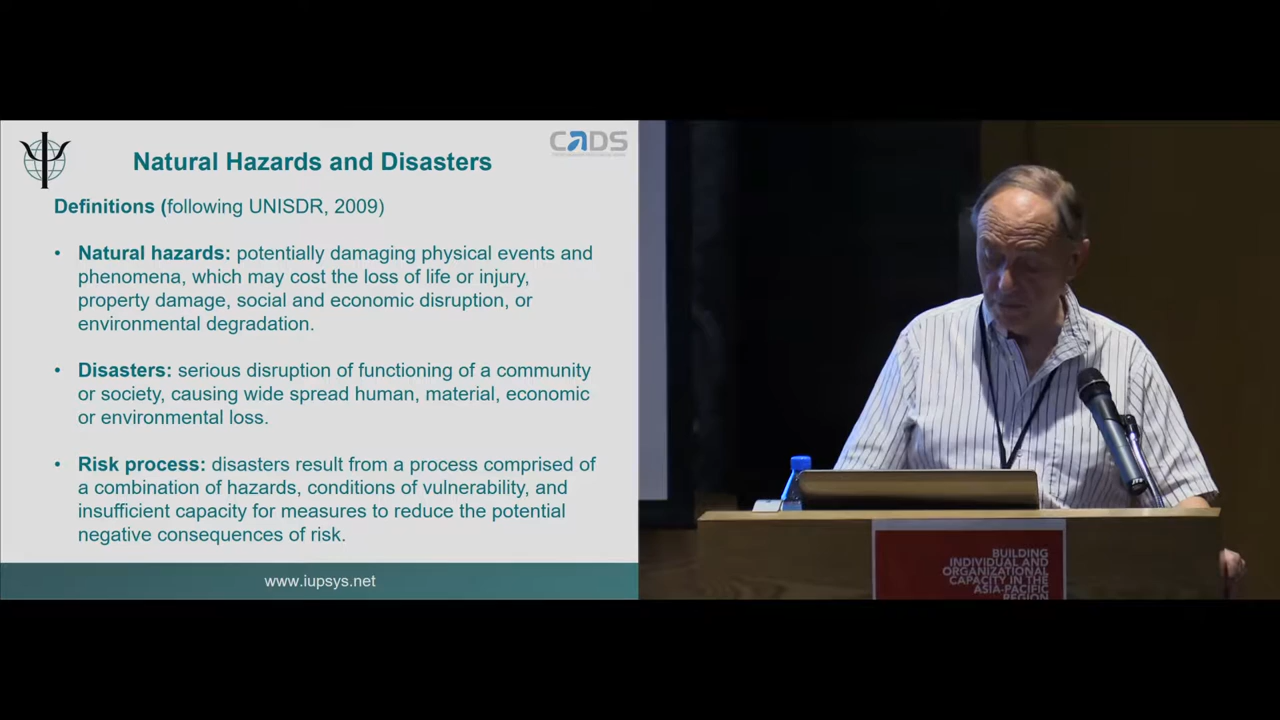 CADS
Natural Hazards and Disasters
Definitions (following UNISDR, 2009)
• Natural hazards: potentially damaging physical events and
phenomena, which may cost the loss of life or injury,
property damage, social and economic disruption, or
environmental degradation.
• Disasters: serious disruption of functioning of a community
or society, causing wide spread human, material, economic
or environmental loss.
• Risk process: disasters result from a process comprised of
a combination of hazards, conditions of vulnerability, and
insufficient capacity for measures to reduce the potential
negative consequences of risk.
www.iupsys.net
BUILDING
INDIVIDUAL AND
ORGANIZATIONAL
CAPACITY IN THE
ASIA-PACIFIC
REGION